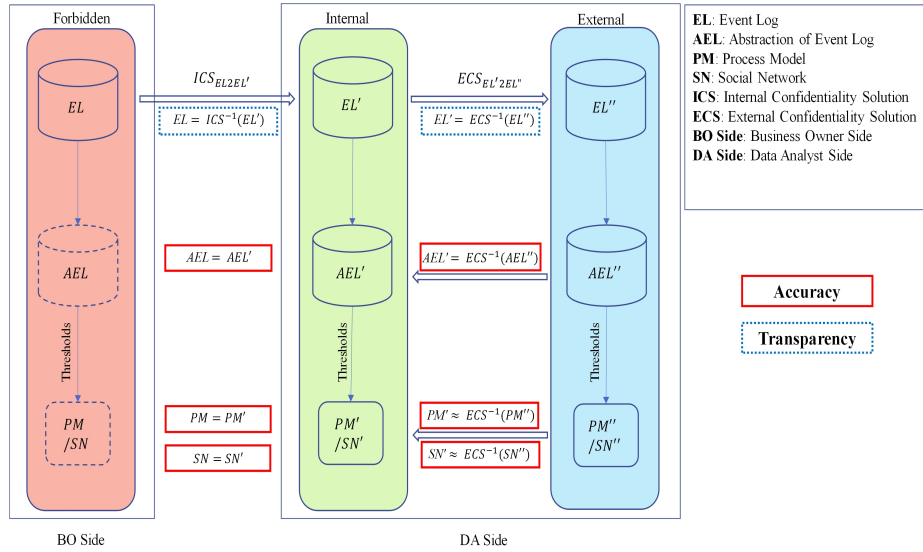 Forbidden
Internal
External
EL
ICS_{EL2EL'}
EL = ICS⁻¹(EL')
EL'
ECS_{EL'2EL"}
EL' = ECS⁻¹(EL'')
EL''
AEL
AEL = AEL'
AEL'
AEL' = ECS⁻¹(AEL'')
AEL''
Thresholds
Thresholds
Thresholds
PM
/SN
PM = PM'
SN = SN'
PM'
/SN'
PM' ≈ ECS⁻¹(PM'')
SN' ≈ ECS⁻¹(SN'')
PM''
/SN''
BO Side
DA Side
EL: Event Log
AEL: Abstraction of Event Log
PM: Process Model
SN: Social Network
ICS: Internal Confidentiality Solution
ECS: External Confidentiality Solution
BO Side: Business Owner Side
DA Side: Data Analyst Side
Accuracy
Transparency